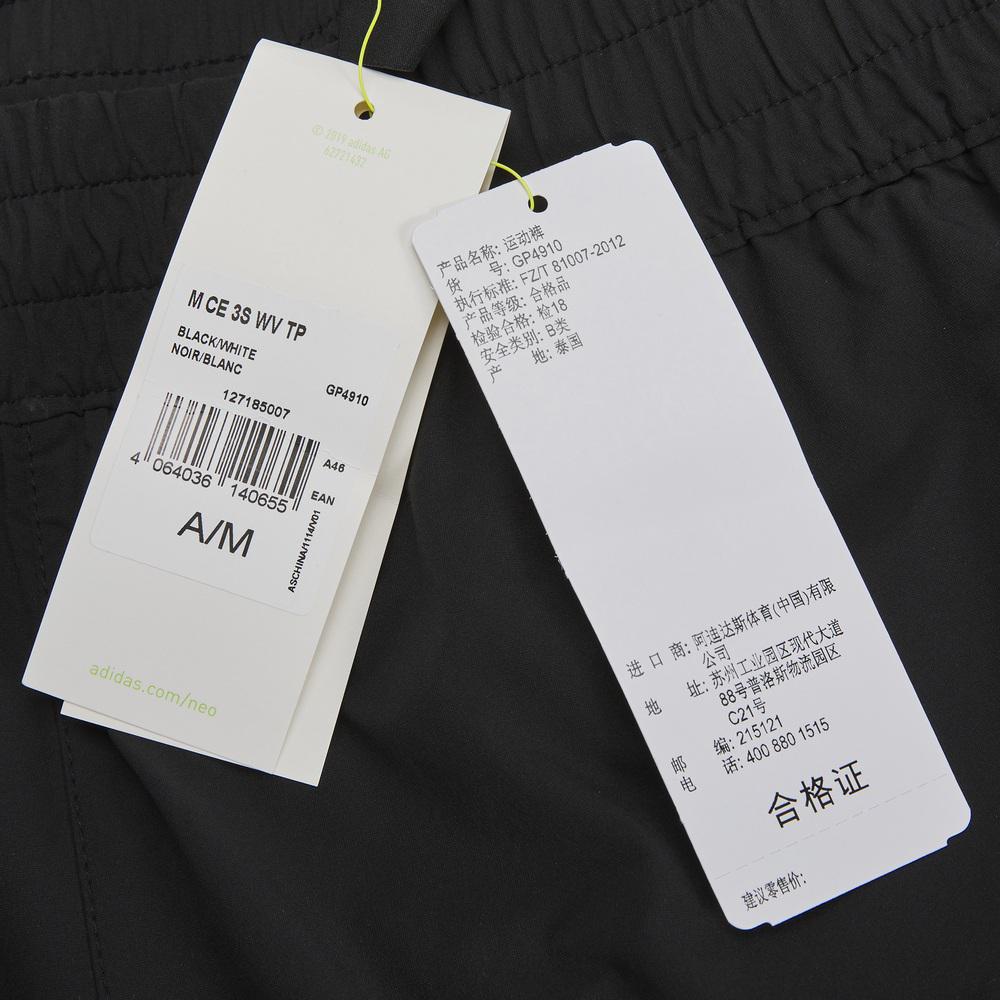 © 2019 adidas AG
62721432
M CE 3S WV TP
BLACK/WHITE
NOIR/BLANC
GP4910
127185007
A46
4 064036 140655
EAN
A/M
ASCHINA/1114/V01
adidas.com/neo
产品名称: 运动裤
货 号: GP4910
执行标准: FZ/T 81007-2012
产品等级: 合格品
检验合格: 检18
安全类别: B类
产 地: 泰国
进 口 商: 阿迪达斯体育(中国)有限
公司
地 址: 苏州工业园区现代大道
88号普洛斯物流园区
C21号
邮 编: 215121
电 话: 400 880 1515
合格证
建议零售价: